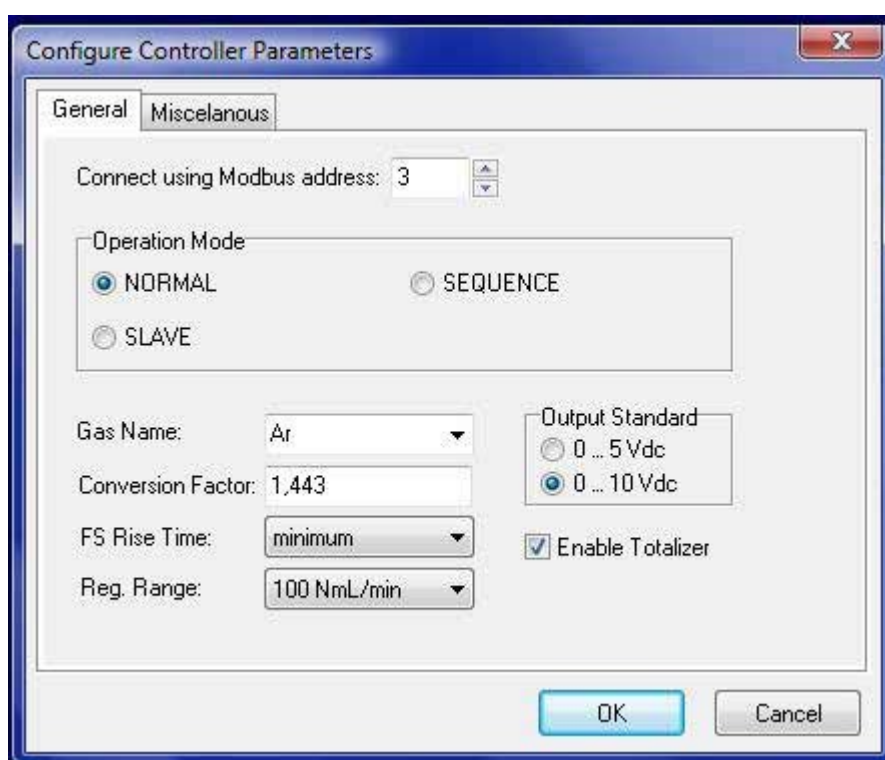 Configure Controller Parameters
General
Miscelanous
Connect using Modbus address: 3
Operation Mode
NORMAL
SEQUENCE
SLAVE
Gas Name: Ar
Output Standard
0 ... 5 Vdc
Conversion Factor: 1,443
0 ... 10 Vdc
FS Rise Time: minimum
Enable Totalizer
Reg. Range: 100 NmL/min
OK
Cancel